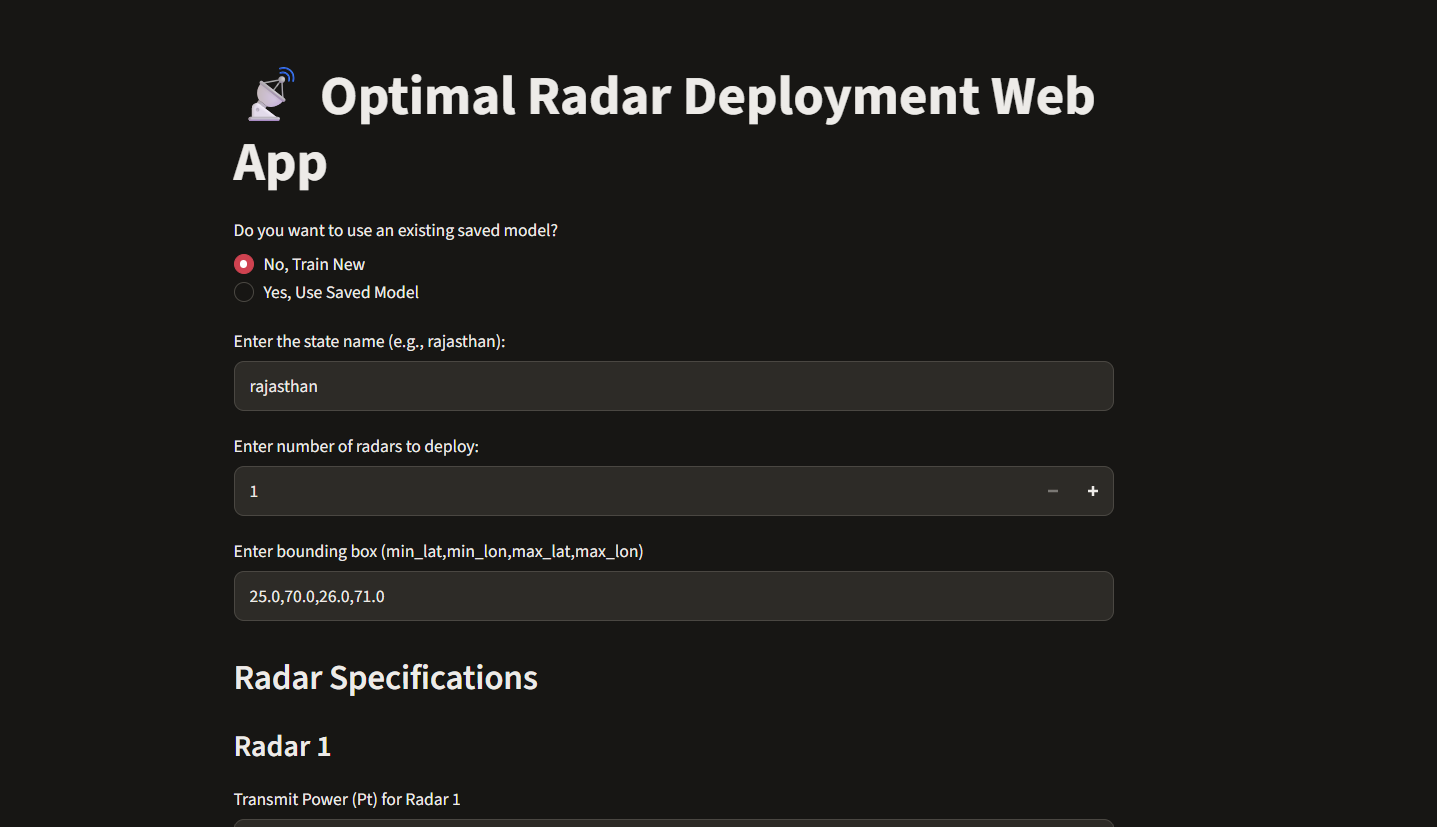 Optimal Radar Deployment Web
App
Do you want to use an existing saved model?
No, Train New
Yes, Use Saved Model
Enter the state name (e.g., rajasthan):
rajasthan
Enter number of radars to deploy:
1
Enter bounding box (min_lat,min_lon,max_lat,max_lon)
25.0,70.0,26.0,71.0
Radar Specifications
Radar 1
Transmit Power (Pt) for Radar 1